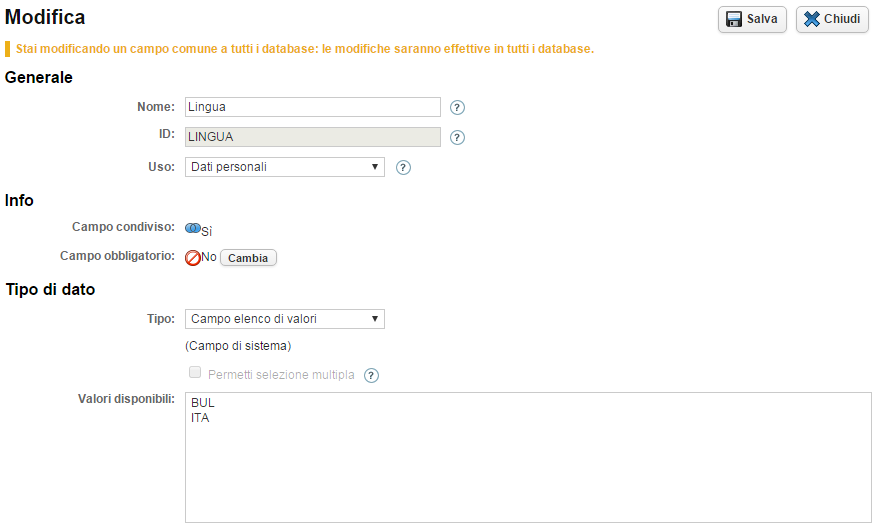 Modifica
Salva
Chiudi
Stai modificando un campo comune a tutti i database: le modifiche saranno effettive in tutti i database.
Generale
Nome: Lingua ?
ID: LINGUA ?
Uso: Dati personali ?
Info
Campo condiviso: Sì
Campo obbligatorio: No Cambia
Tipo di dato
Tipo: Campo elenco di valori
(Campo di sistema)
Permetti selezione multipla ?
Valori disponibili: BUL
ITA